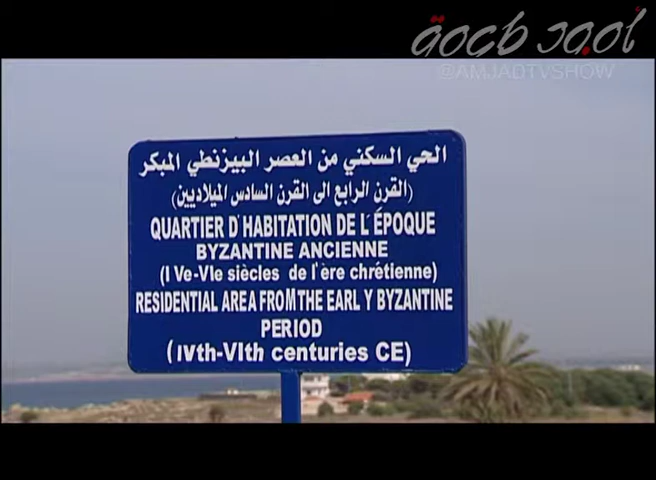 @AMJADTVSHOW
الحي السكني من العصر البيزنطي المبكر
(القرن الرابع الى القرن السادس الميلاديين)
QUARTIER D'HABITATION DE L'ÉPOQUE
BYZANTINE ANCIENNE
(I Ve-VIe siècles de l'ère chrétienne)
RESIDENTIAL AREA FROM THE EARL Y BYZANTINE
PERIOD
(IVth-VIth centuries CE)